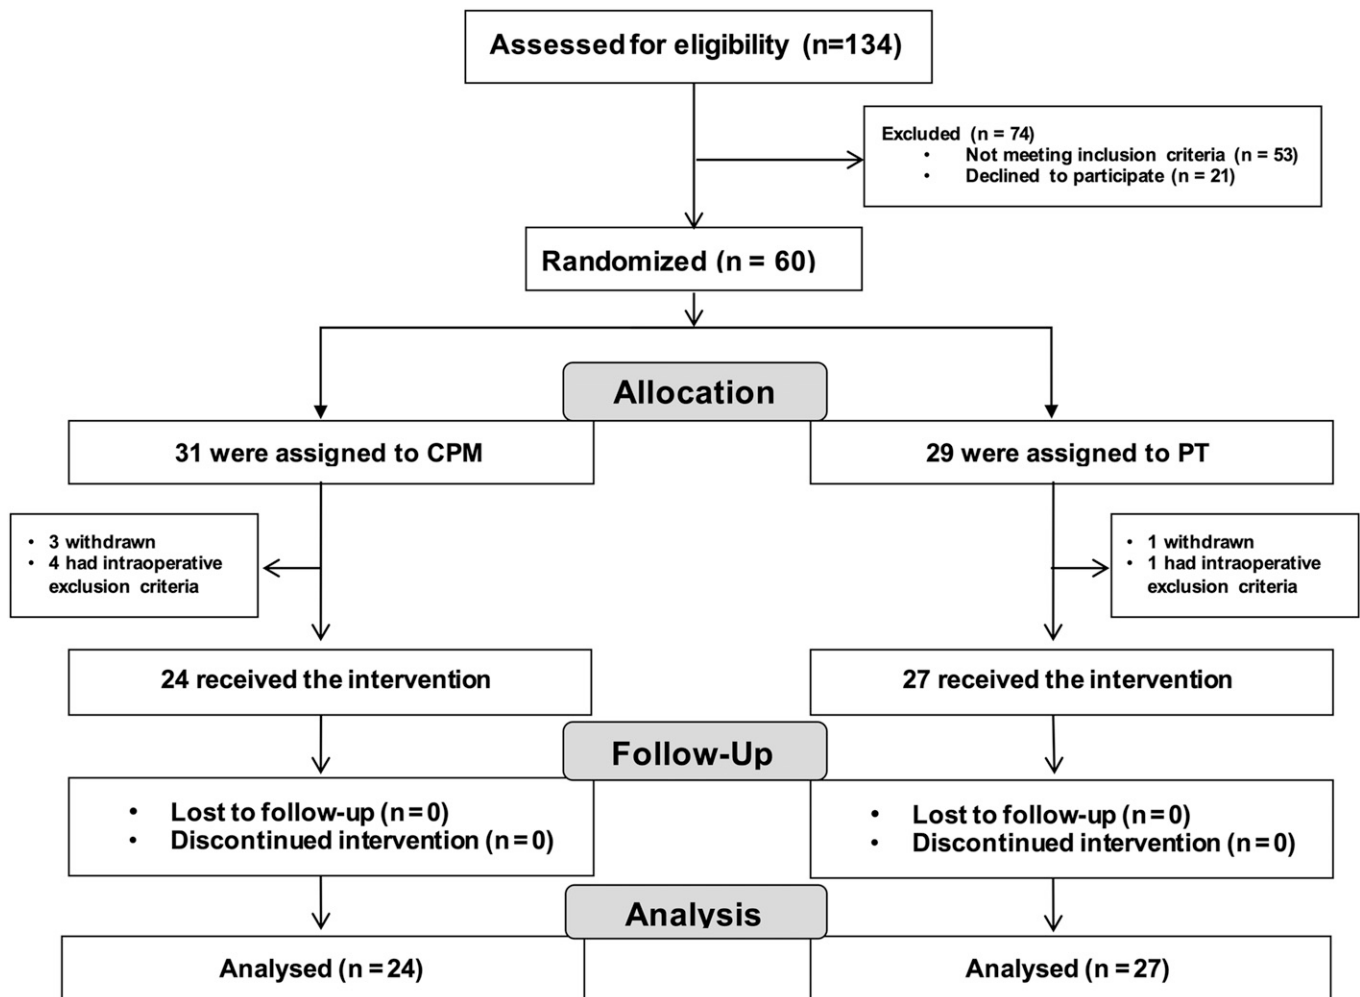 Assessed for eligibility (n=134)
Excluded (n = 74)
• Not meeting inclusion criteria (n = 53)
• Declined to participate (n = 21)
Randomized (n = 60)
Allocation
31 were assigned to CPM
29 were assigned to PT
• 3 withdrawn
• 4 had intraoperative
exclusion criteria
• 1 withdrawn
• 1 had intraoperative
exclusion criteria
24 received the intervention
27 received the intervention
Follow-Up
• Lost to follow-up (n=0)
• Discontinued intervention (n=0)
• Lost to follow-up (n=0)
• Discontinued intervention (n=0)
Analysis
Analysed (n=24)
Analysed (n=27)